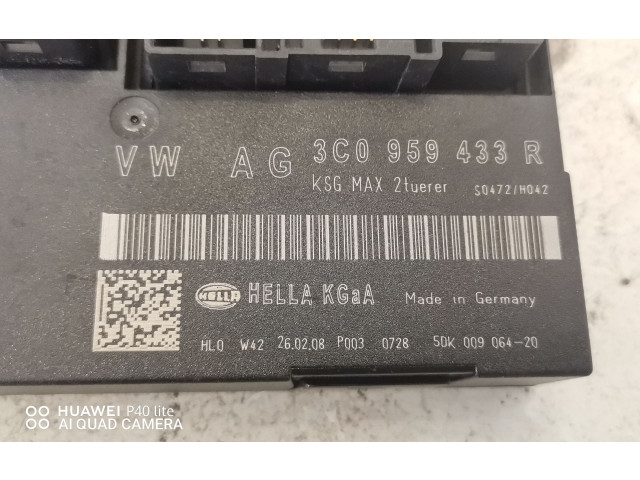 VW AG 3C0 959 433 R
KSG MAX 2tuerer S0472/H042
HELLA HELLA KGaA Made in Germany
HL0 W42 26.02.08 P003 0728 5DK 009 064-20
HUAWEI P40 lite
AI QUAD CAMERA